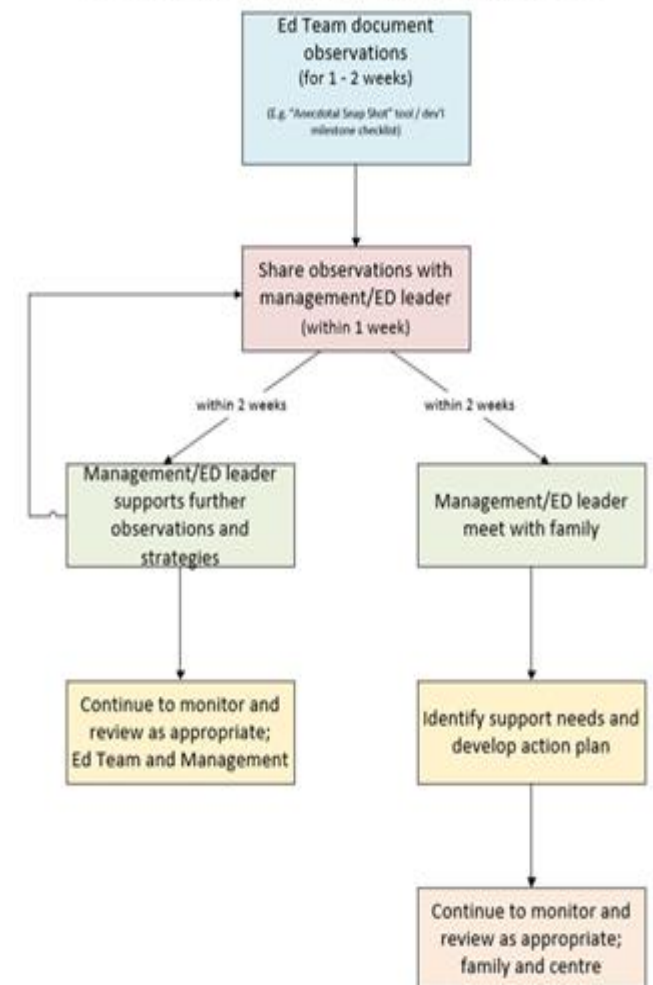 Ed Team document
observations
(for 1 - 2 weeks)
(E.g. "Anecdotal Snap Shot" tool / dev'l
milestone checklist)
Share observations with
management/ED leader
(within 1 week)
within 2 weeks
within 2 weeks
Management/ED leader
supports further
observations and
strategies
Management/ED leader
meet with family
Continue to monitor and
review as appropriate;
Ed Team and Management
Identify support needs and
develop action plan
Continue to monitor and
review as appropriate;
family and centre